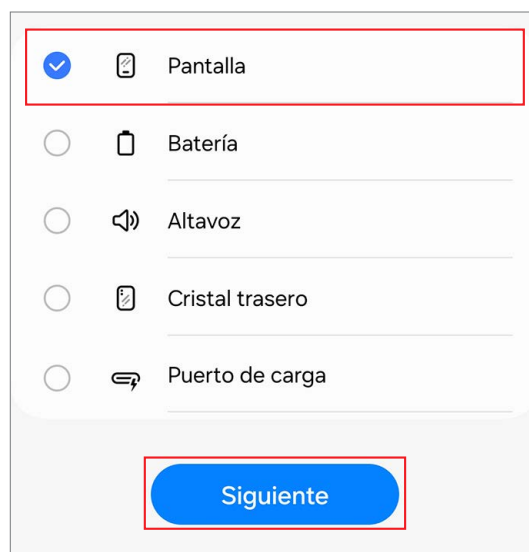 Pantalla
Batería
Altavoz
Cristal trasero
Puerto de carga
Siguiente